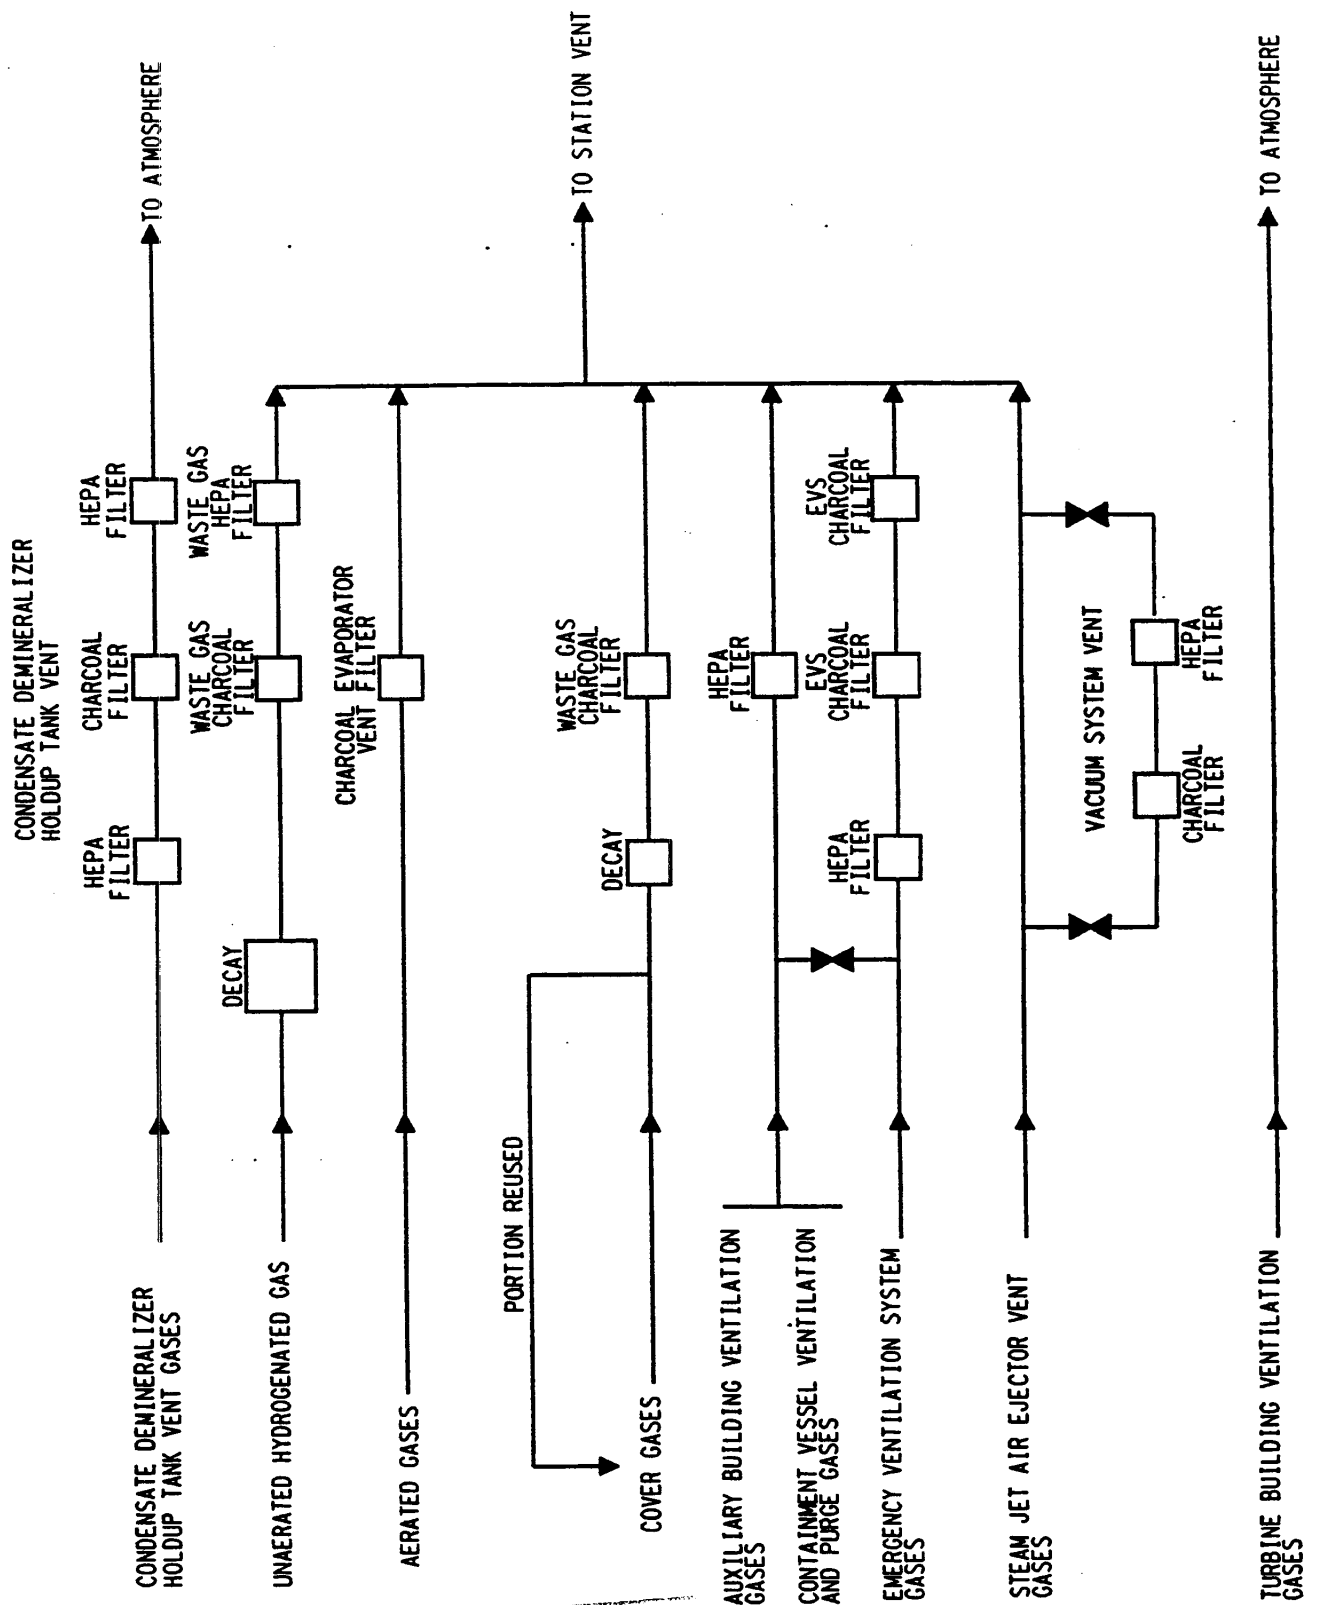 CONDENSATE DEMINERALIZER
HOLDUP TANK VENT
CONDENSATE DEMINERALIZER
HOLDUP TANK VENT GASES
HEPA
FILTER
CHARCOAL
FILTER
HEPA
FILTER
TO ATMOSPHERE
UNAERATED HYDROGENATED GAS
DECAY
WASTE GAS
CHARCOAL
FILTER
WASTE GAS
HEPA
FILTER
AERATED GASES
CHARCOAL EVAPORATOR
VENT FILTER
PORTION REUSED
TO STATION VENT
COVER GASES
DECAY
WASTE GAS
CHARCOAL
FILTER
AUXILIARY BUILDING VENTILATION
GASES
HEPA
FILTER
CONTAINMENT VESSEL VENTILATION
AND PURGE GASES
EMERGENCY VENTILATION SYSTEM
GASES
HEPA
FILTER
EVS
CHARCOAL
FILTER
EVS
CHARCOAL
FILTER
STEAM JET AIR EJECTOR VENT
GASES
VACUUM SYSTEM VENT
CHARCOAL
FILTER
HEPA
FILTER
TURBINE BUILDING VENTILATION
GASES
TO ATMOSPHERE